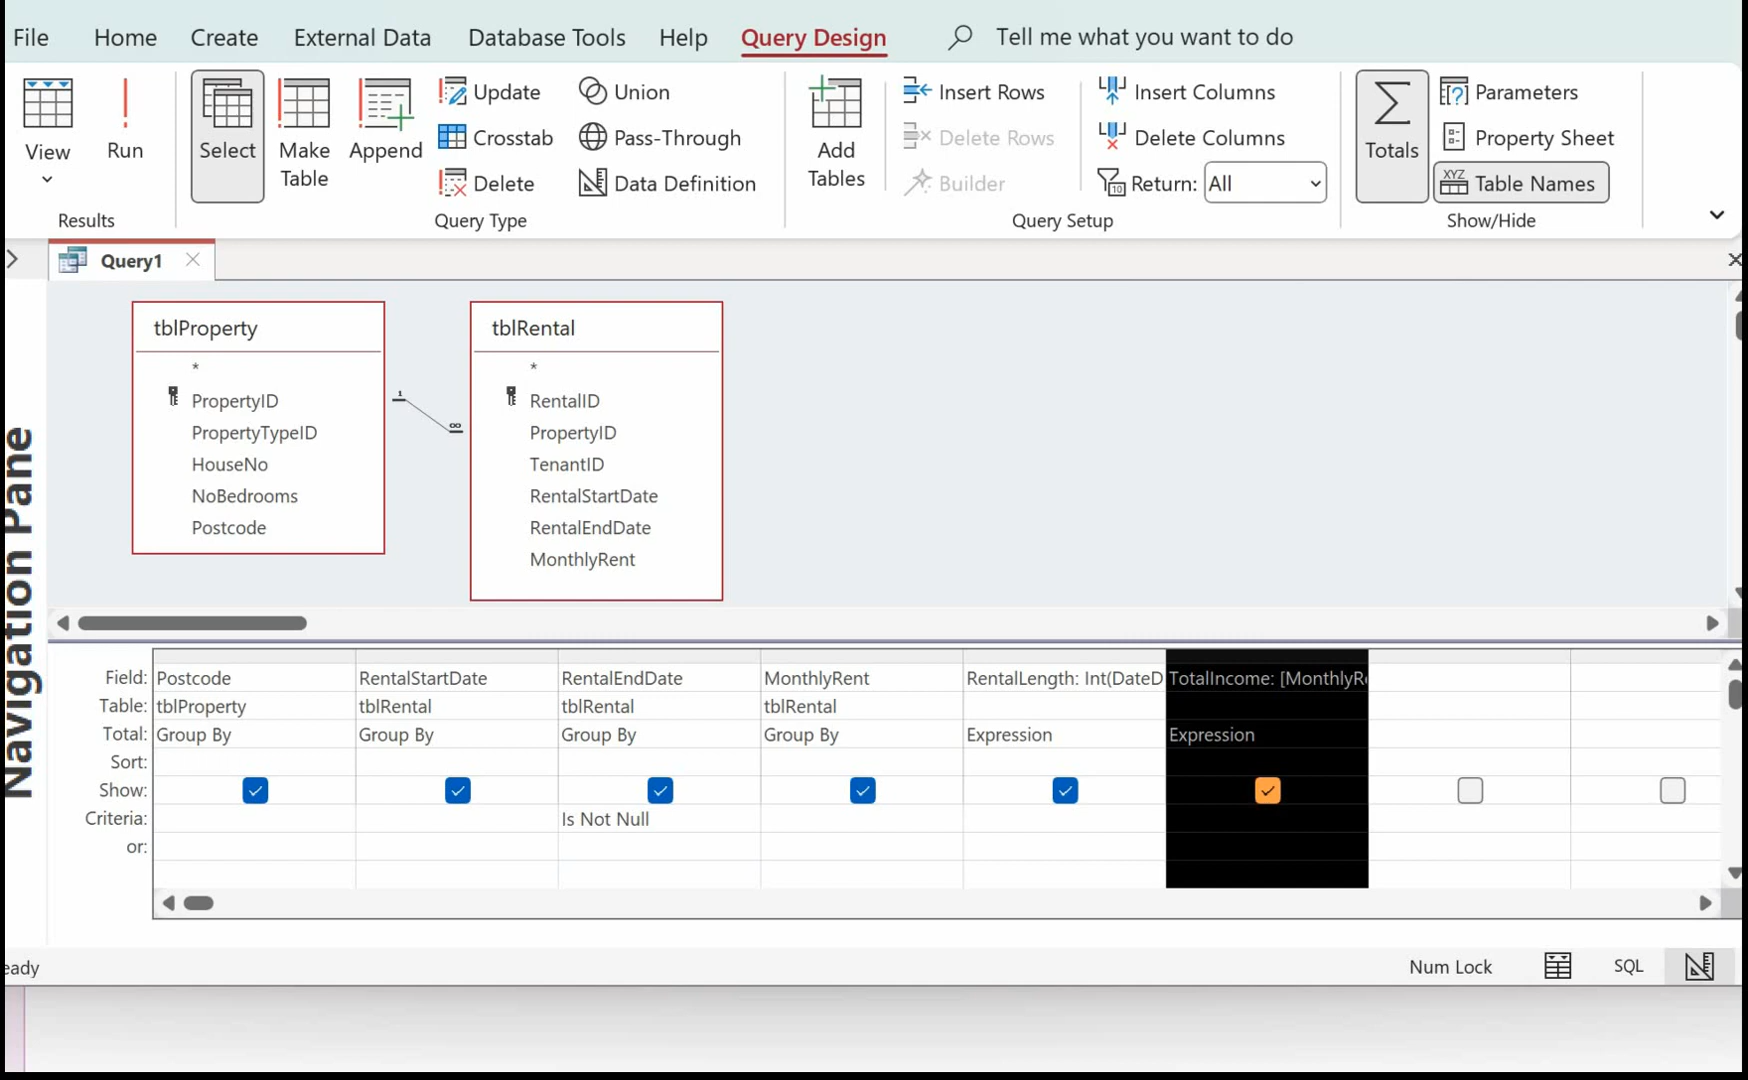 File Home Create External Data Database Tools Help Query Design Tell me what you want to do
View
Run
Select
Make Table
Append
Update
Crosstab
Delete
Union
Pass-Through
Data Definition
Add Tables
Insert Rows
Delete Rows
Builder
Insert Columns
Delete Columns
10 Return: All
Totals
Parameters
Property Sheet
XYZ Table Names
Results
Query Type
Query Setup
Show/Hide
Query1
Navigation Pane
tblProperty
*
PropertyID
PropertyTypeID
HouseNo
NoBedrooms
Postcode
1
∞
tblRental
*
RentalID
PropertyID
TenantID
RentalStartDate
RentalEndDate
MonthlyRent
Field: Postcode RentalStartDate RentalEndDate MonthlyRent RentalLength: Int(DateD TotalIncome: [MonthlyRe
Table: tblProperty tblRental tblRental tblRental
Total: Group By Group By Group By Group By Expression Expression
Sort:
Show:
Criteria: Is Not Null
or:
eady
Num Lock
SQL